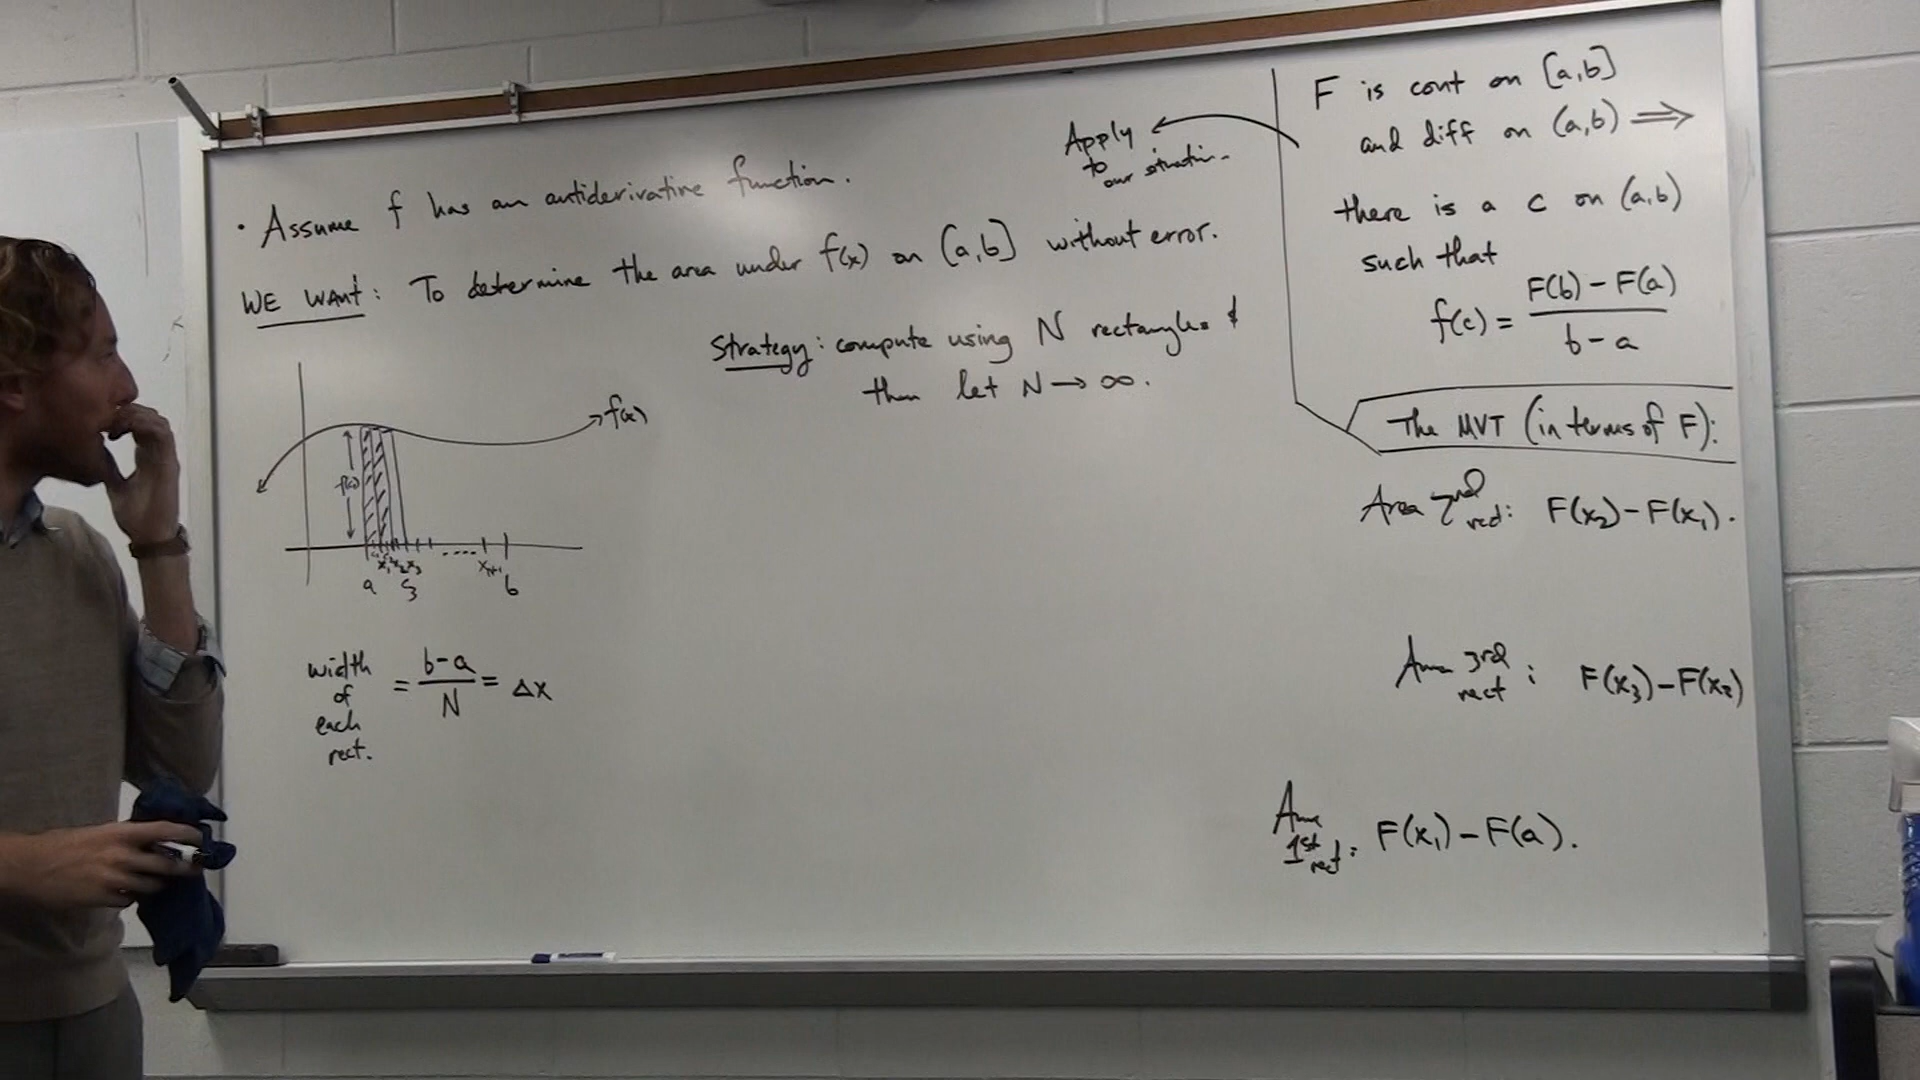 • Assume f has an antiderivative function.
WE WANT: To determine the area under f(x) on [a,b] without error.
Strategy: compute using N rectangles &
then let N → ∞.
f(x)
x₁ x₂ x₃
a
b
width of each rect. = (b-a)/N = Δx
Apply
to
our situation
F is cont on [a,b]
and diff on (a,b) ⟹
there is a c on (a,b)
such that
f(c) = (F(b) - F(a))/(b - a)
The MVT (in terms of F):
Area 2nd rect: F(x₂) - F(x₁).
Area 3rd rect: F(x₃) - F(x₂)
Area 1st rect: F(x₁) - F(a).